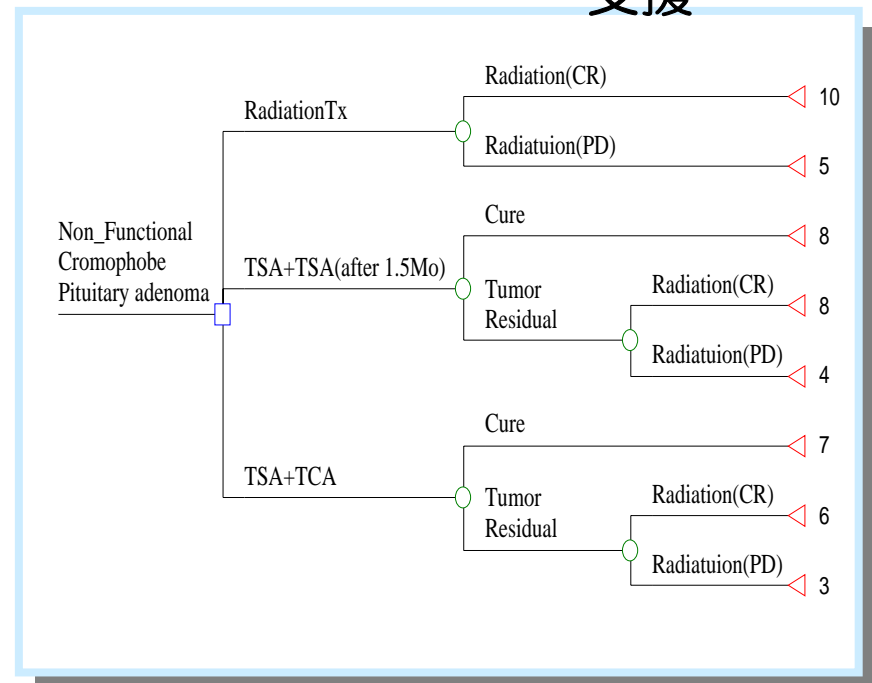 支援
Radiation(CR)
10
RadiationTx
Radiatuion(PD)
5
Cure
8
Non_Functional
Cromophobe
Pituitary adenoma
TSA+TSA(after 1.5Mo)
Tumor
Residual
Radiation(CR)
8
Radiatuion(PD)
4
Cure
7
TSA+TCA
Tumor
Residual
Radiation(CR)
6
Radiatuion(PD)
3